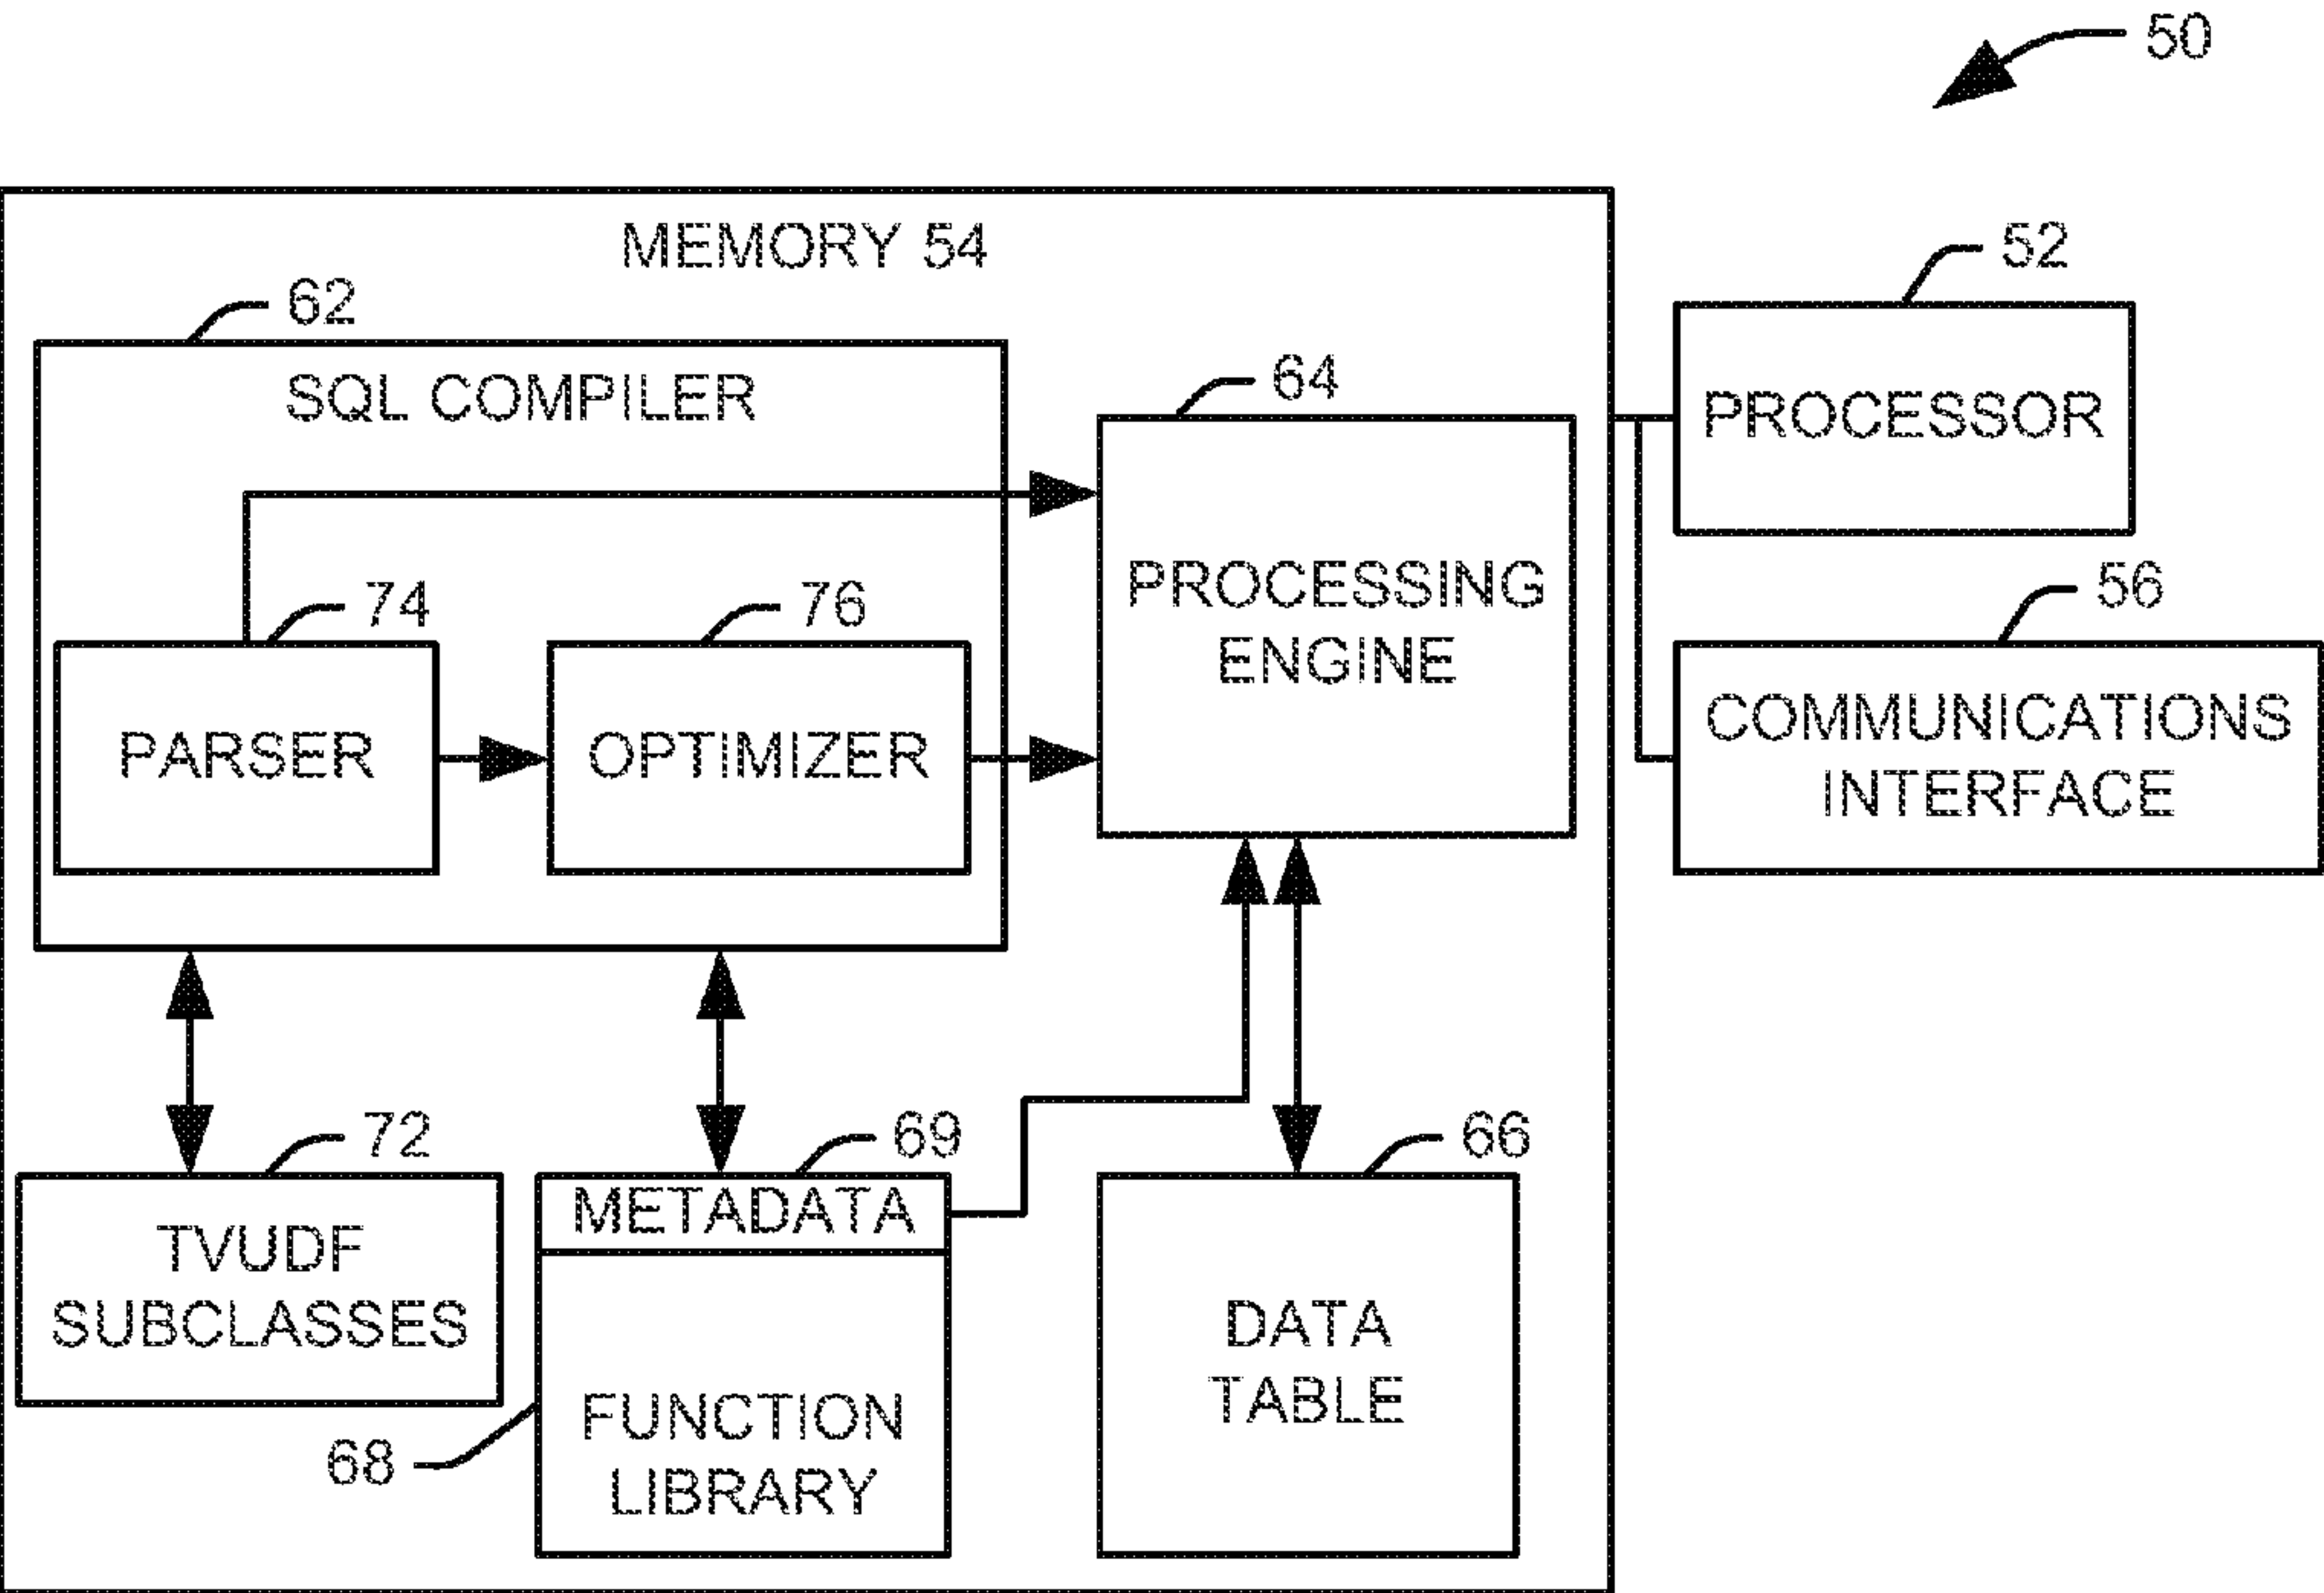 50
MEMORY 54
52
62
SQL COMPILER
64
PROCESSOR
PROCESSING
ENGINE
74
76
56
PARSER
OPTIMIZER
COMMUNICATIONS
INTERFACE
72
69
66
TVUDF
SUBCLASSES
METADATA
68
FUNCTION
LIBRARY
DATA
TABLE